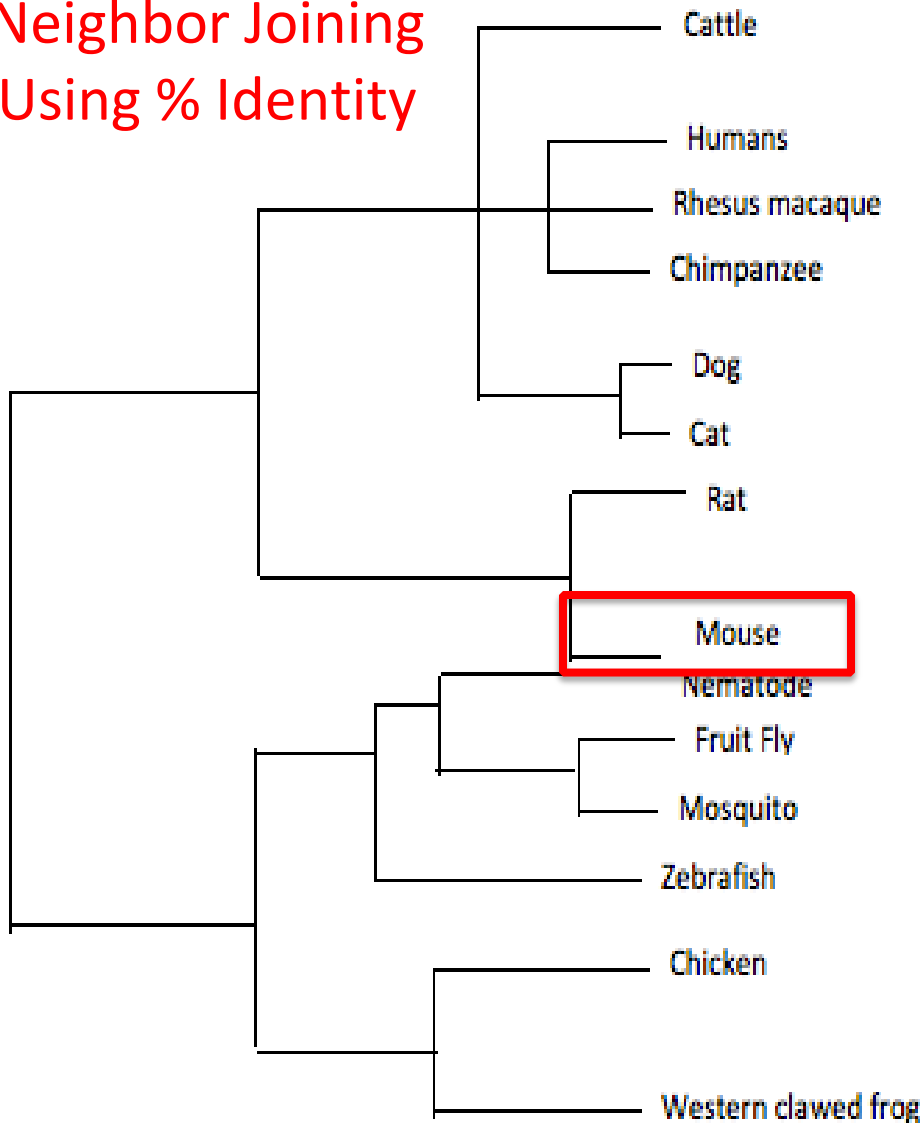 Neighbor Joining
Using % Identity
Cattle
Humans
Rhesus macaque
Chimpanzee
Dog
Cat
Rat
Mouse
Nematode
Fruit Fly
Mosquito
Zebrafish
Chicken
Western clawed frog